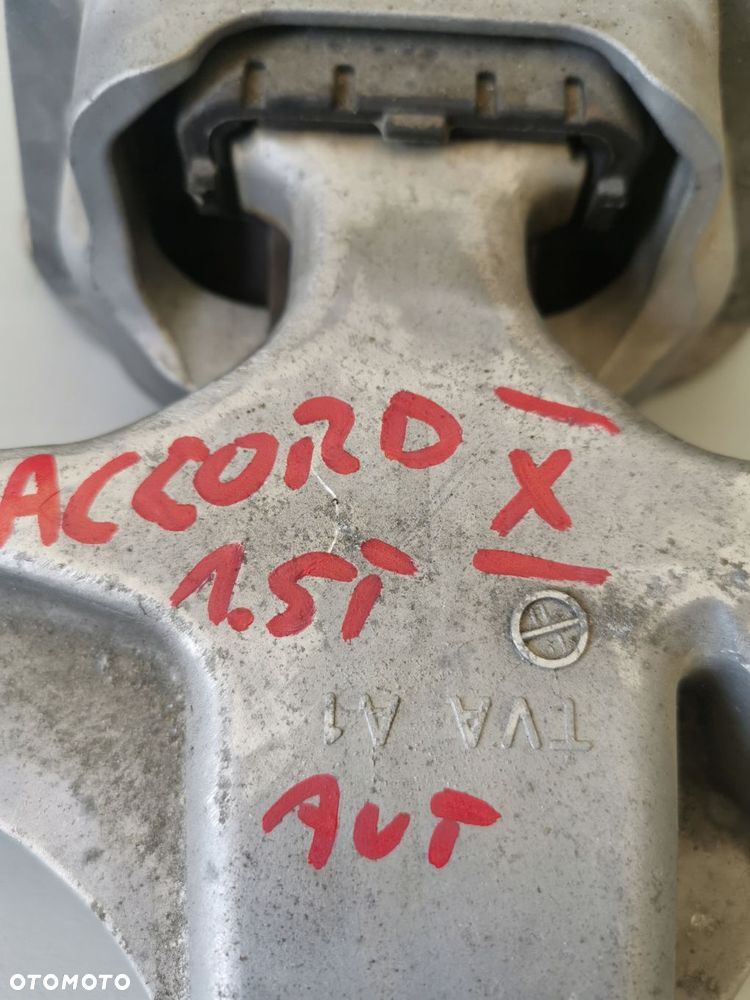 ACCORD X
1.5i
TVA A1
AUT
OTOMOTO